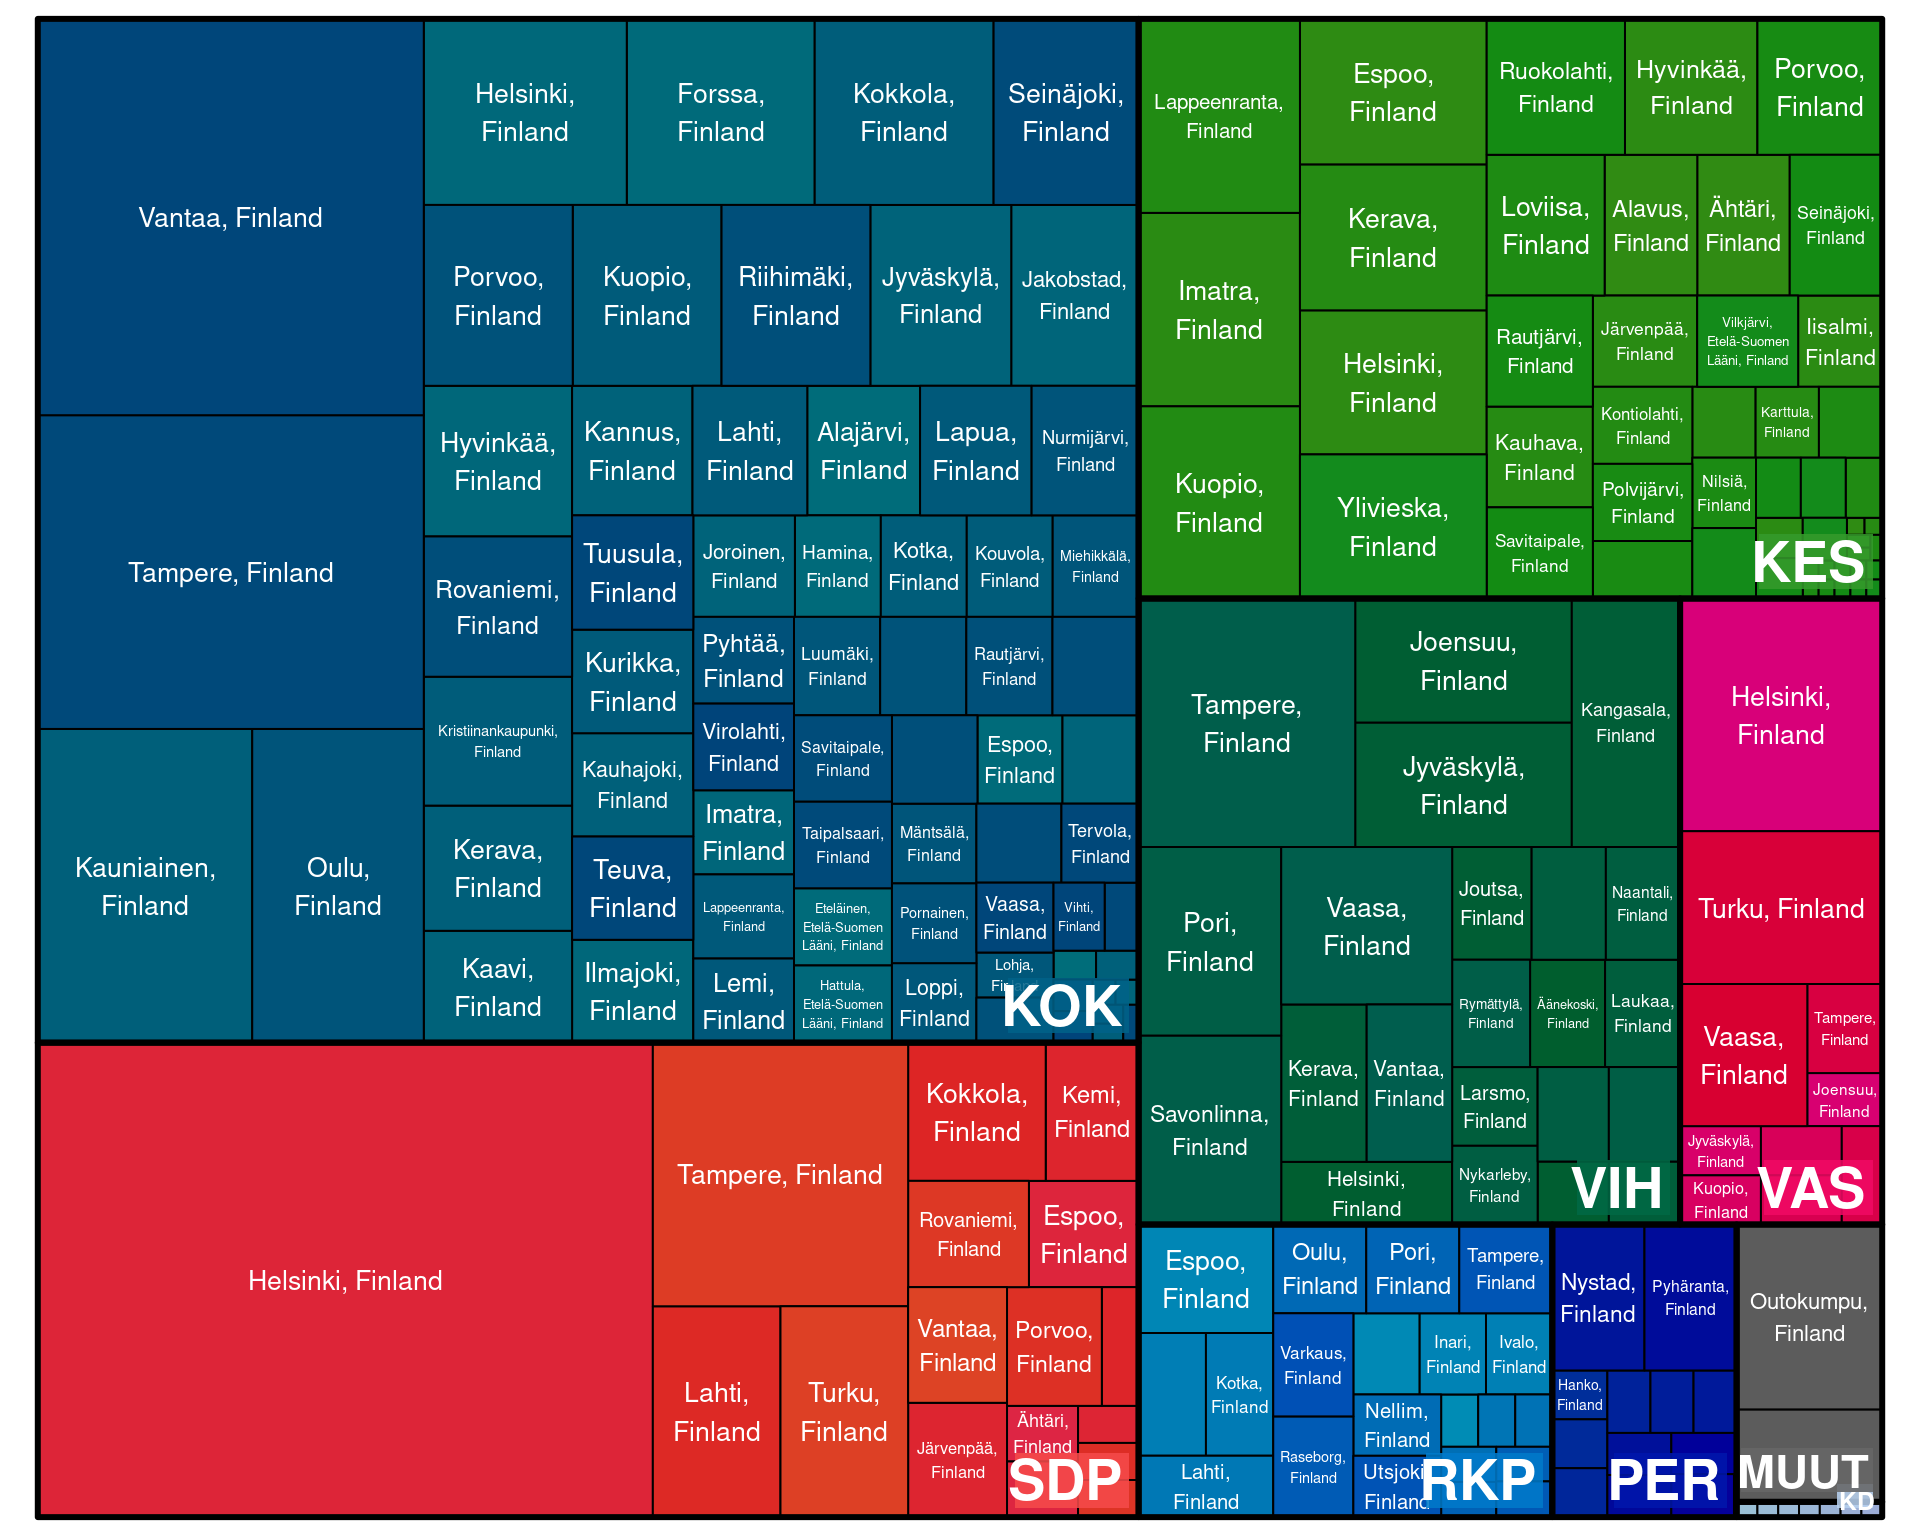 Vantaa, Finland
Helsinki,
Finland
Forssa,
Finland
Kokkola,
Finland
Seinäjoki,
Finland
Porvoo,
Finland
Kuopio,
Finland
Riihimäki,
Finland
Jyväskylä,
Finland
Jakobstad,
Finland
Tampere, Finland
Hyvinkää,
Finland
Kannus,
Finland
Lahti,
Finland
Alajärvi,
Finland
Lapua,
Finland
Nurmijärvi,
Finland
Rovaniemi,
Finland
Tuusula,
Finland
Joroinen,
Finland
Hamina,
Finland
Kotka,
Finland
Kouvola,
Finland
Miehikkälä,
Finland
Kurikka,
Finland
Pyhtää,
Finland
Luumäki,
Finland
Rautjärvi,
Finland
Kristiinankaupunki,
Finland
Kauhajoki,
Finland
Virolahti,
Finland
Savitaipale,
Finland
Espoo,
Finland
Kauniainen,
Finland
Oulu,
Finland
Kerava,
Finland
Teuva,
Finland
Imatra,
Finland
Taipalsaari,
Finland
Mäntsälä,
Finland
Tervola,
Finland
Lappeenranta,
Finland
Eteläinen,
Etelä-Suomen
Lääni, Finland
Pornainen,
Finland
Vaasa,
Finland
Vihti,
Finland
Kaavi,
Finland
Ilmajoki,
Finland
Lemi,
Finland
Hattula,
Etelä-Suomen
Lääni, Finland
Loppi,
Finland
Lohja,
KOK
Lappeenranta,
Finland
Espoo,
Finland
Ruokolahti,
Finland
Hyvinkää,
Finland
Porvoo,
Finland
Imatra,
Finland
Kerava,
Finland
Loviisa,
Finland
Alavus,
Finland
Ähtäri,
Finland
Seinäjoki,
Finland
Helsinki,
Finland
Rautjärvi,
Finland
Järvenpää,
Finland
Vilkjärvi,
Etelä-Suomen
Lääni, Finland
Iisalmi,
Finland
Kuopio,
Finland
Ylivieska,
Finland
Kauhava,
Finland
Kontiolahti,
Finland
Karttula,
Finland
Savitaipale,
Finland
Polvijärvi,
Finland
Nilsiä,
Finland
KES
Tampere,
Finland
Joensuu,
Finland
Jyväskylä,
Finland
Kangasala,
Finland
Pori,
Finland
Vaasa,
Finland
Joutsa,
Finland
Naantali,
Finland
Rymättylä,
Finland
Äänekoski,
Finland
Laukaa,
Finland
Savonlinna,
Finland
Kerava,
Finland
Vantaa,
Finland
Larsmo,
Finland
Helsinki,
Finland
Nykarleby,
Finland
VIH
Helsinki,
Finland
Turku, Finland
Vaasa,
Finland
Tampere,
Finland
Joensuu,
Finland
Jyväskylä,
Finland
Kuopio,
Finland
VAS
Helsinki, Finland
Tampere, Finland
Lahti,
Finland
Turku,
Finland
Kokkola,
Finland
Kemi,
Finland
Rovaniemi,
Finland
Espoo,
Finland
Vantaa,
Finland
Porvoo,
Finland
Järvenpää,
Finland
Ähtäri,
Finland
SDP
Espoo,
Finland
Oulu,
Finland
Pori,
Finland
Tampere,
Finland
Kotka,
Finland
Varkaus,
Finland
Inari,
Finland
Ivalo,
Finland
Lahti,
Finland
Raseborg,
Finland
Nellim,
Finland
Utsjoki,
Finland
RKP
Nystad,
Finland
Pyhäranta,
Finland
Hanko,
Finland
PER
Outokumpu,
Finland
MUUT
KD